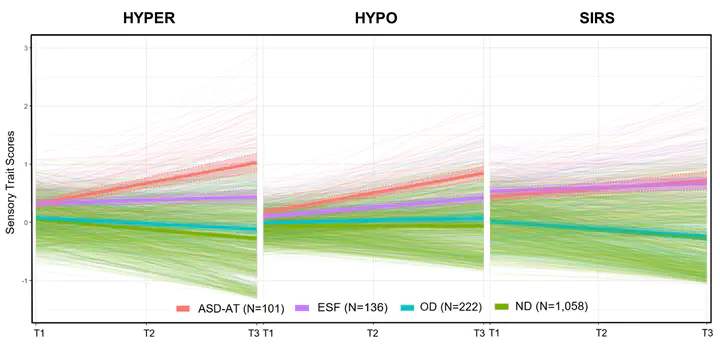 HYPER HYPO SIRS
Sensory Trait Scores
3
2
1
0
-1
ASD-AT (N=101) ESF (N=136) OD (N=222) ND (N=1,058)
T1 T2 T3 T1 T2 T3 T1 T2 T3